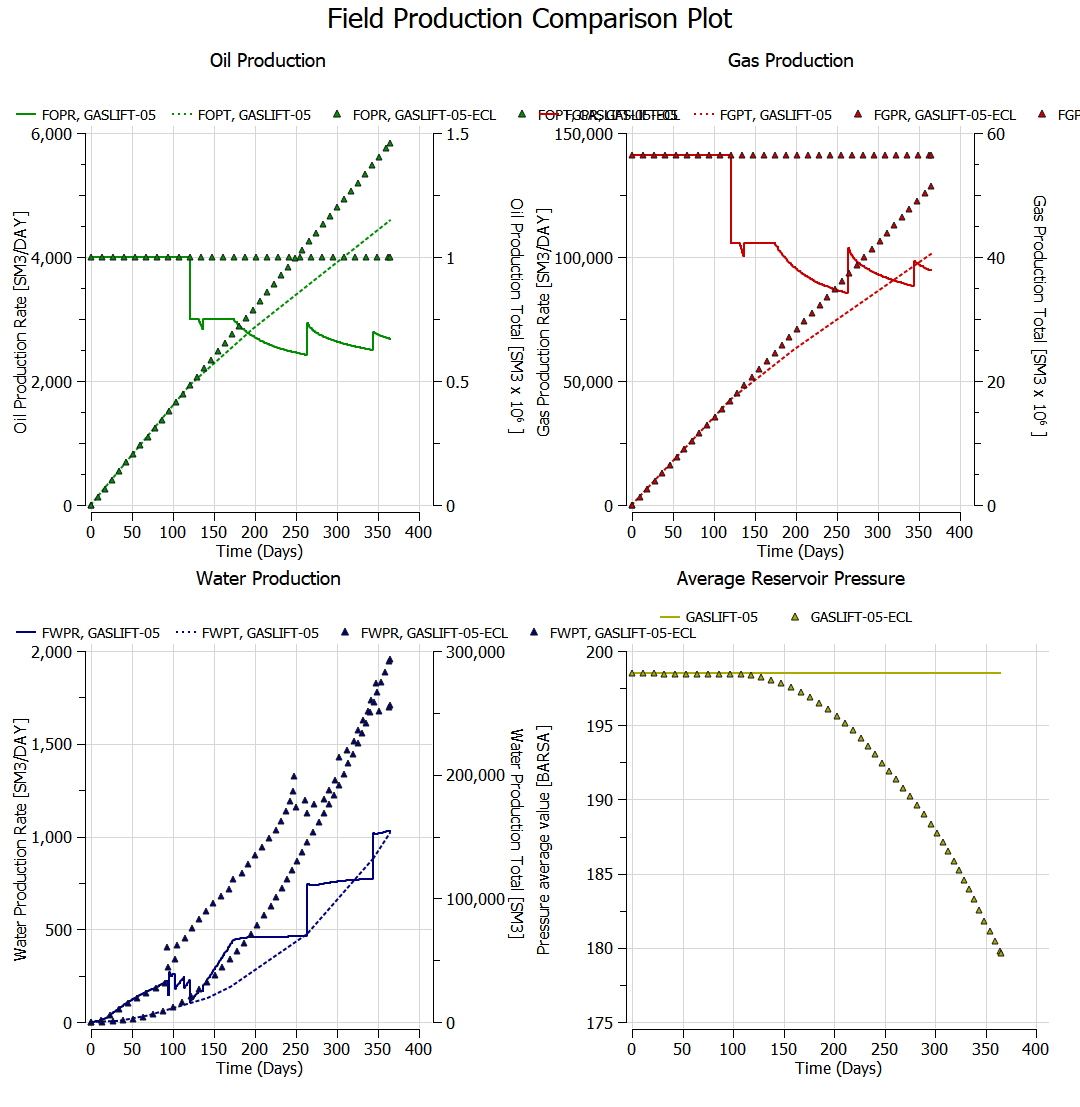 Field Production Comparison Plot
Oil Production
FOPR, GASLIFT-05 FOPT, GASLIFT-05 FOPR, GASLIFT-05-ECL FOPT, GASLIFT-05-ECL
6,000
4,000
2,000
0
1.5
1
0.5
0
Oil Production Rate [SM3/DAY]
Oil Production Total [SM3 x 10⁶ ]
0 50 100 150 200 250 300 350 400
Time (Days)
Gas Production
FGPR, GASLIFT-05 FGPT, GASLIFT-05 FGPR, GASLIFT-05-ECL FGP
150,000
100,000
50,000
0
60
40
20
0
Gas Production Rate [SM3/DAY]
Gas Production Total [SM3 x 10⁶ ]
0 50 100 150 200 250 300 350 400
Time (Days)
Water Production
FWPR, GASLIFT-05 FWPT, GASLIFT-05 FWPR, GASLIFT-05-ECL FWPT, GASLIFT-05-ECL
2,000
1,500
1,000
500
0
300,000
200,000
100,000
0
Water Production Rate [SM3/DAY]
Water Production Total [SM3]
0 50 100 150 200 250 300 350 400
Time (Days)
Average Reservoir Pressure
GASLIFT-05 GASLIFT-05-ECL
200
195
190
185
180
175
Pressure average value [BARSA]
0 50 100 150 200 250 300 350 400
Time (Days)